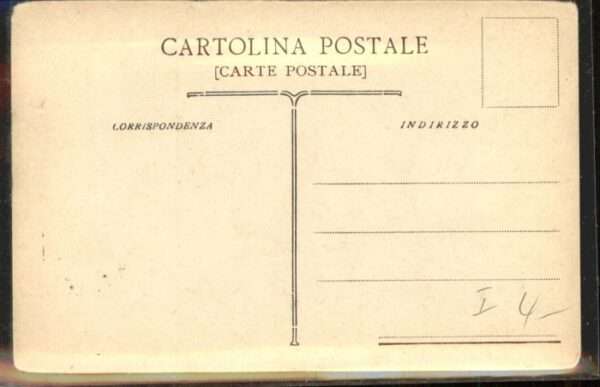 CARTOLINA POSTALE
[CARTE POSTALE]
CORRISPONDENZA
INDIRIZZO
I 4-